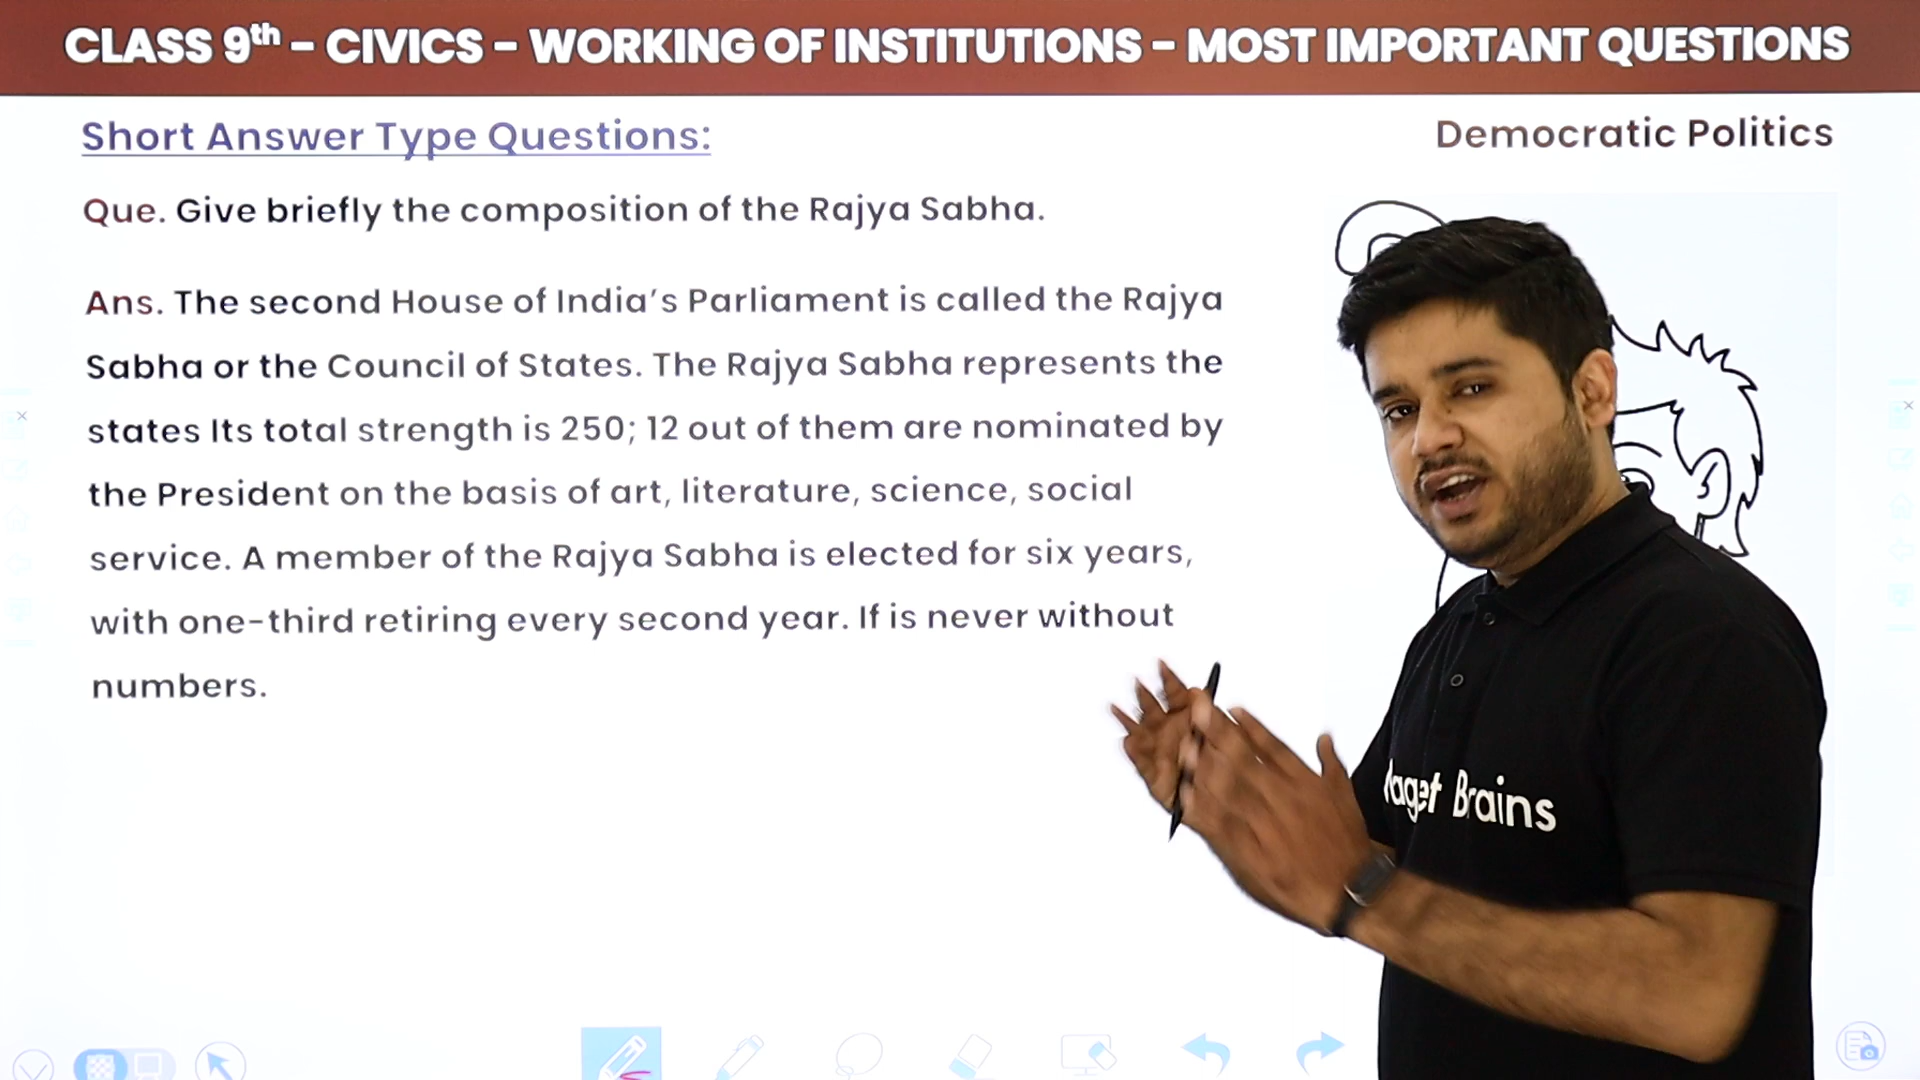 CLASS 9th – CIVICS – WORKING OF INSTITUTIONS – MOST IMPORTANT QUESTIONS
Short Answer Type Questions:
Democratic Politics
Que. Give briefly the composition of the Rajya Sabha.
Ans. The second House of India's Parliament is called the Rajya
Sabha or the Council of States. The Rajya Sabha represents the
states Its total strength is 250; 12 out of them are nominated by
the President on the basis of art, literature, science, social
service. A member of the Rajya Sabha is elected for six years,
with one-third retiring every second year. If is never without
numbers.
Brains